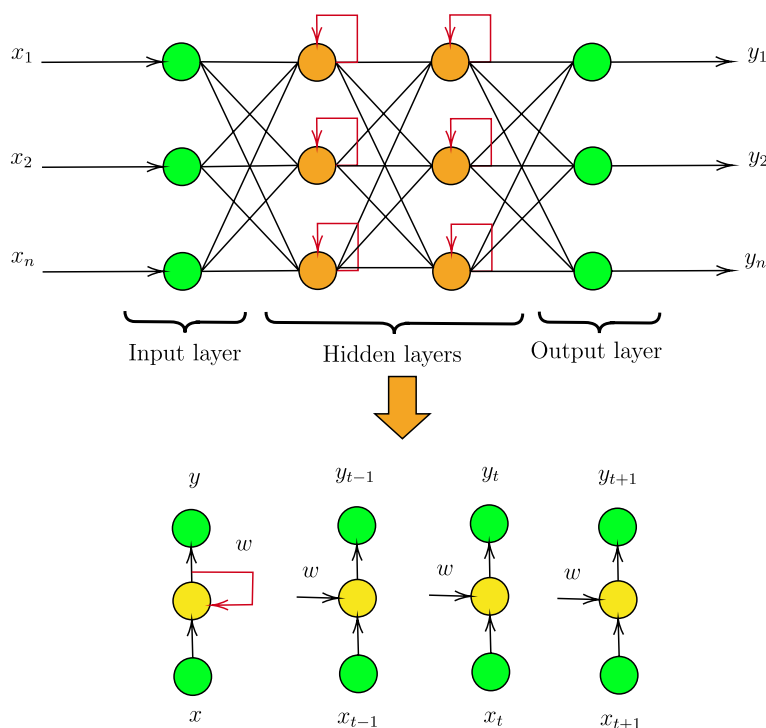 x₁ y₁
x₂ y₂
xₙ yₙ
Input layer Hidden layers Output layer
y yₜ₋₁ yₜ yₜ₊₁
w
w w w
x xₜ₋₁ xₜ xₜ₊₁